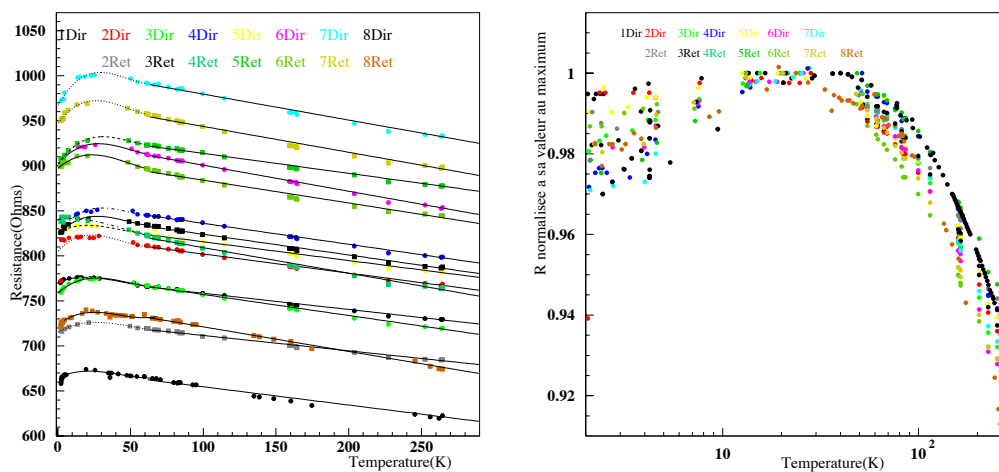 1Dir 2Dir 3Dir 4Dir 5Dir 6Dir 7Dir 8Dir
2Ret 3Ret 4Ret 5Ret 6Ret 7Ret 8Ret
Resistance(Ohms)
1000
950
900
850
800
750
700
650
600
0 50 100 150 200 250
Temperature(K)
1Dir 2Dir 3Dir 4Dir 5Dir 6Dir 7Dir
2Ret 3Ret 4Ret 5Ret 6Ret 7Ret 8Ret
R normalisee a sa valeur au maximum
1
0.98
0.96
0.94
0.92
10 10²
Temperature(K)